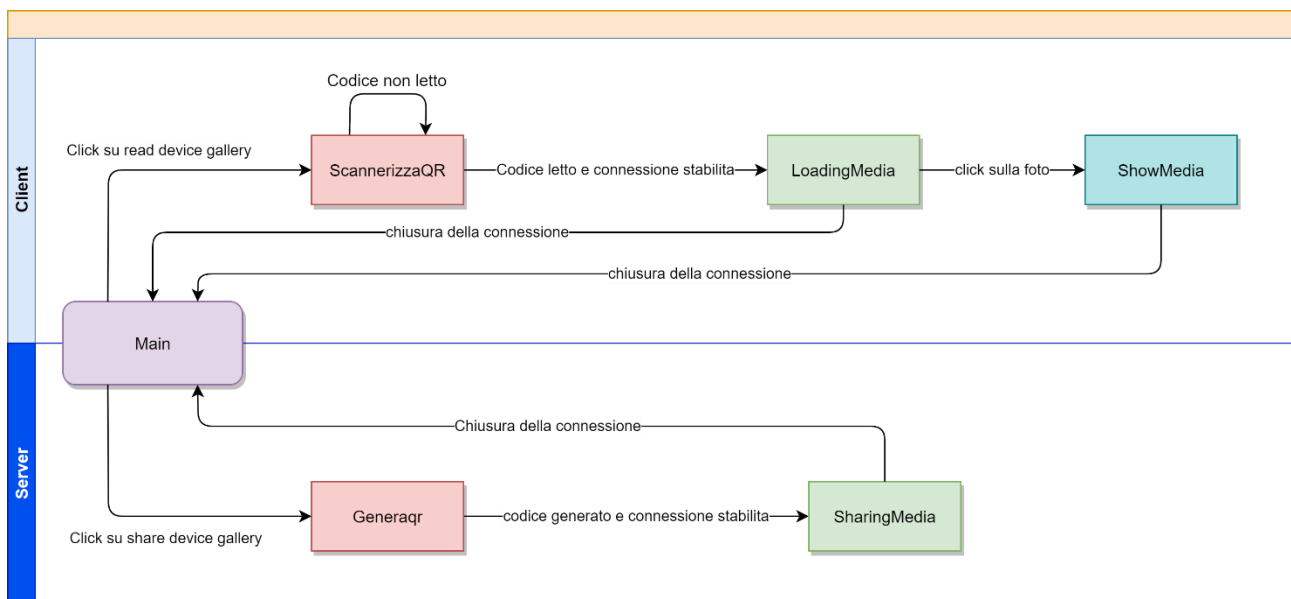 Client
Codice non letto
Click su read device gallery
ScannerizzaQR
Codice letto e connessione stabilita
LoadingMedia
click sulla foto
ShowMedia
chiusura della connessione
chiusura della connessione
Main
Server
Chiusura della connessione
Click su share device gallery
Generaqr
codice generato e connessione stabilita
SharingMedia